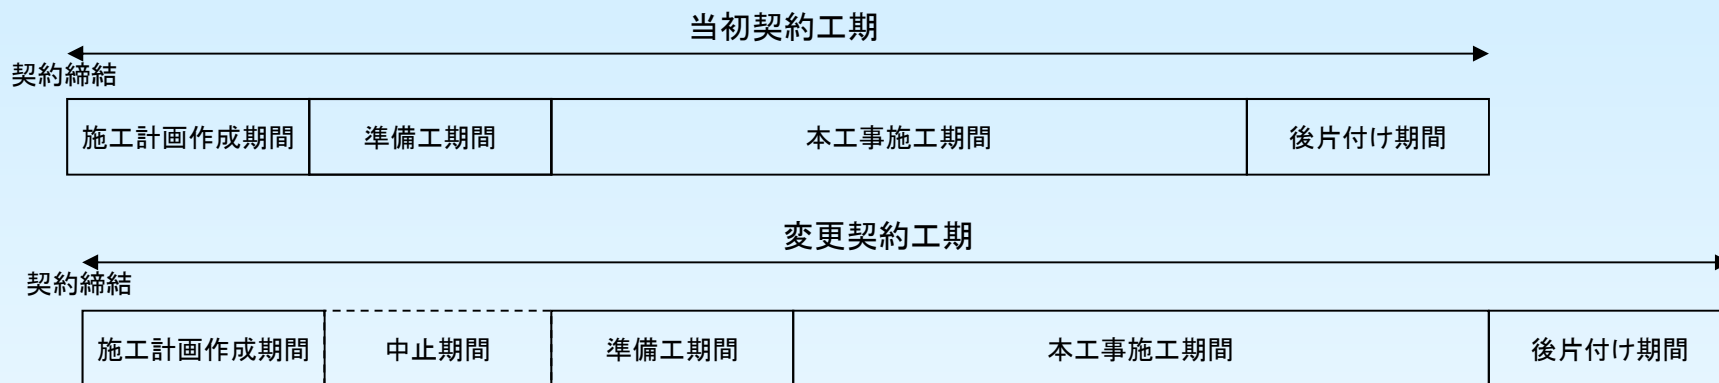 当初契約工期
契約締結
施工計画作成期間 準備工期間 本工事施工期間 後片付け期間
変更契約工期
契約締結
施工計画作成期間 中止期間 準備工期間 本工事施工期間 後片付け期間